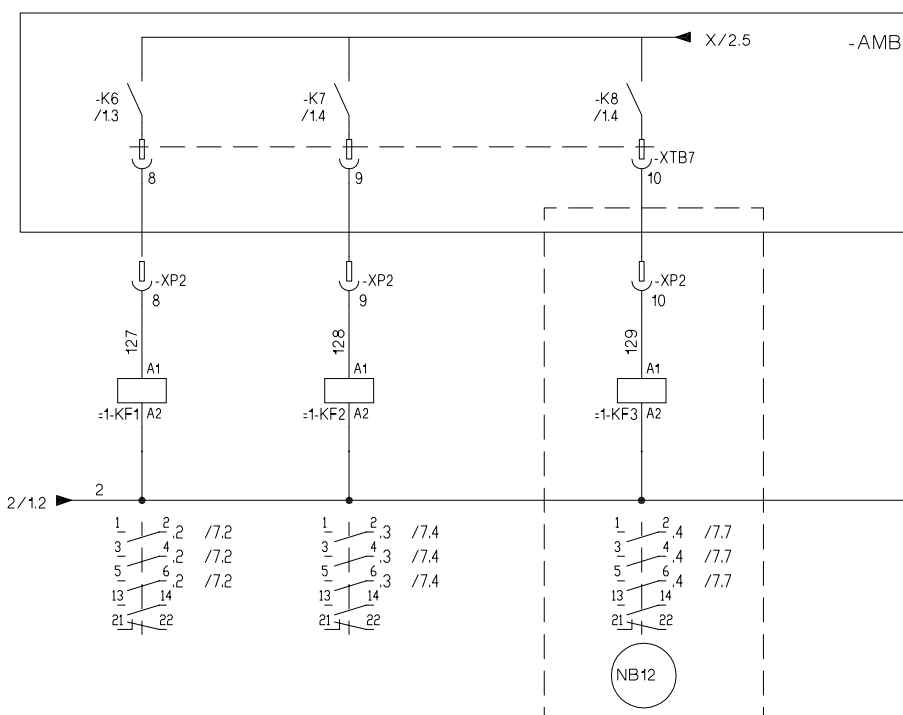 X/2.5 -AMB
-K6 -K7 -K8
/1.3 /1.4 /1.4
-XTB7
8 9 10
-XP2 -XP2 -XP2
8 9 10
127 128 129
A1 A1 A1
=1-KF1 A2 =1-KF2 A2 =1-KF3 A2
2/1.2 2
1 2 .2 /7.2 1 2 .3 /7.4 1 2 .4 /7.7
3 4 .2 /7.2 3 4 .3 /7.4 3 4 .4 /7.7
5 6 .2 /7.2 5 6 .3 /7.4 5 6 .4 /7.7
13 14 13 14 13 14
21 22 21 22 21 22
NB12